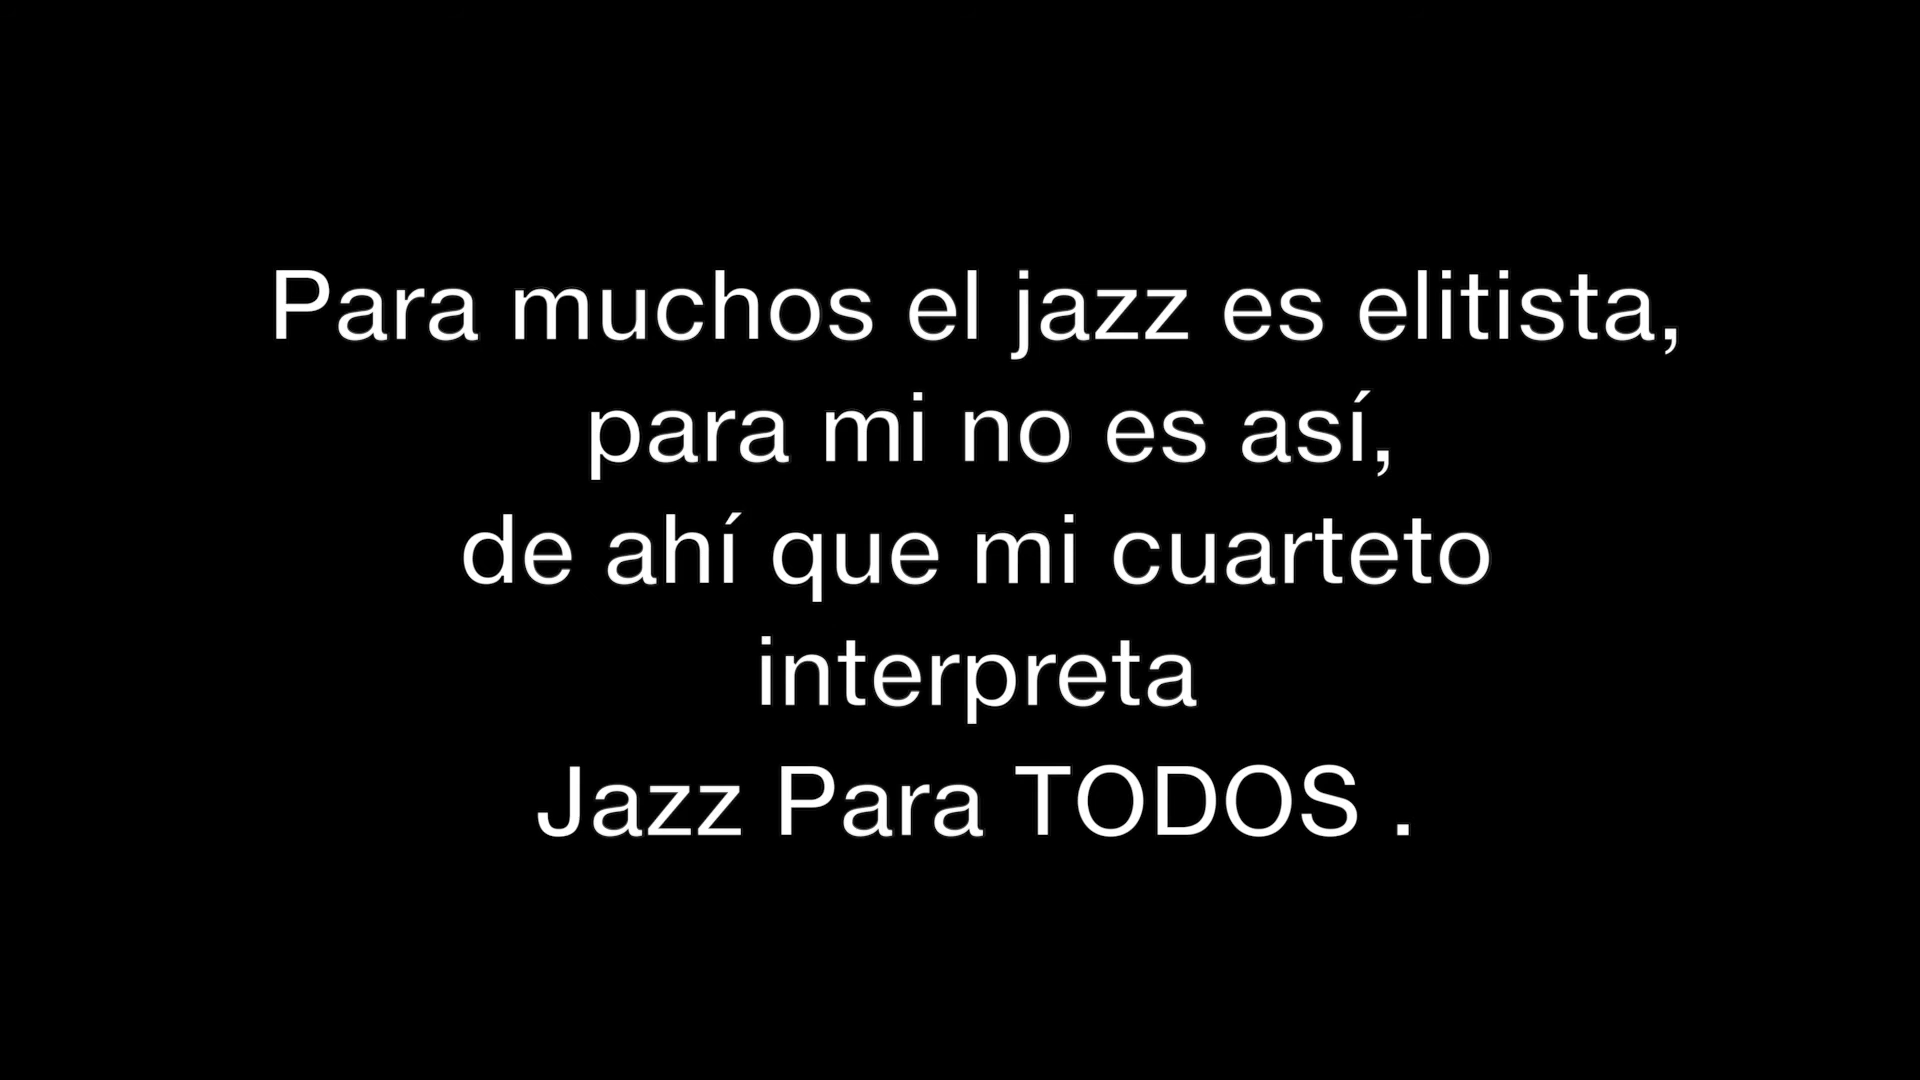 Para muchos el jazz es elitista,
para mi no es así,
de ahí que mi cuarteto
interpreta
Jazz Para TODOS .